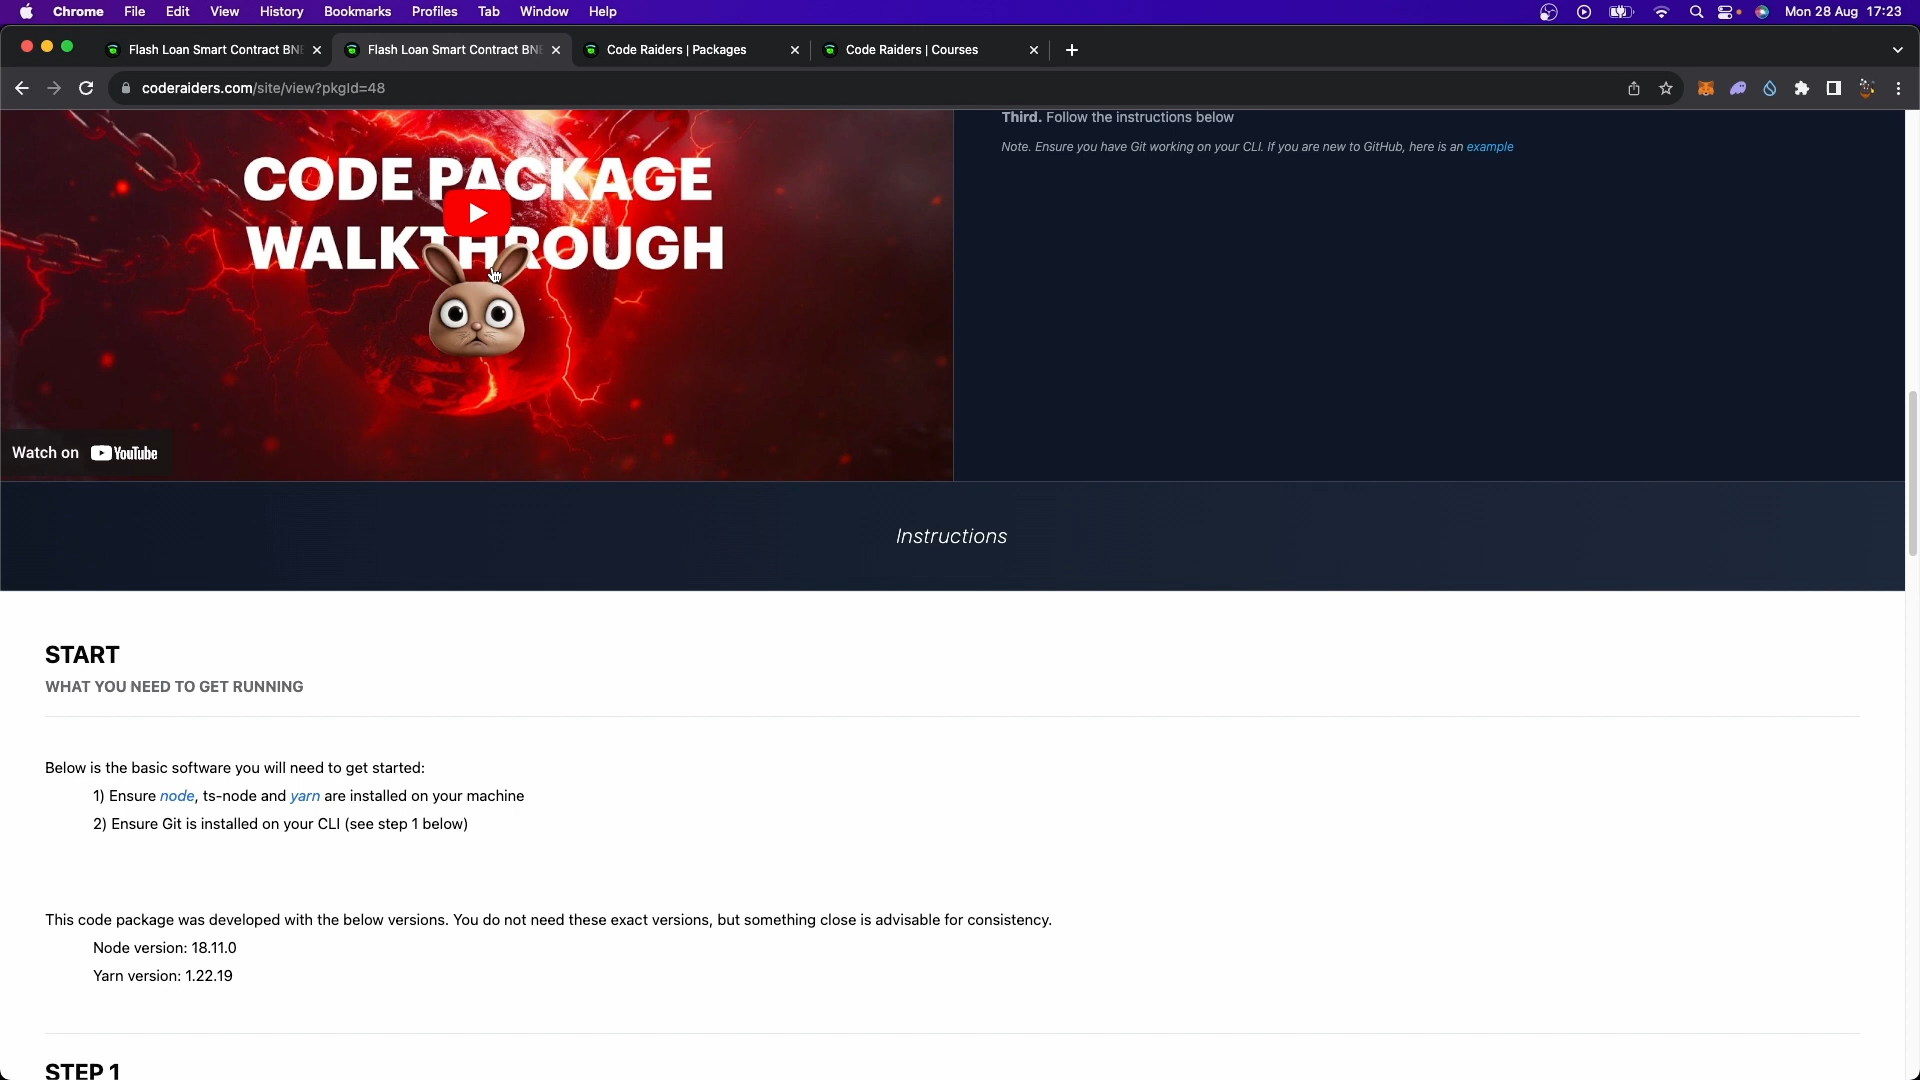 Chrome File Edit View History Bookmarks Profiles Tab Window Help Mon 28 Aug 17:23
Flash Loan Smart Contract BNB Flash Loan Smart Contract BNB Code Raiders | Packages Code Raiders | Courses
coderaiders.com/site/view?pkgId=48
Third. Follow the instructions below
Note. Ensure you have Git working on your CLI. If you are new to GitHub, here is an example
CODE PACKAGE
WALKTHROUGH
Watch on YouTube
Instructions
START
WHAT YOU NEED TO GET RUNNING
Below is the basic software you will need to get started:
1) Ensure node, ts-node and yarn are installed on your machine
2) Ensure Git is installed on your CLI (see step 1 below)
This code package was developed with the below versions. You do not need these exact versions, but something close is advisable for consistency.
Node version: 18.11.0
Yarn version: 1.22.19
STEP 1